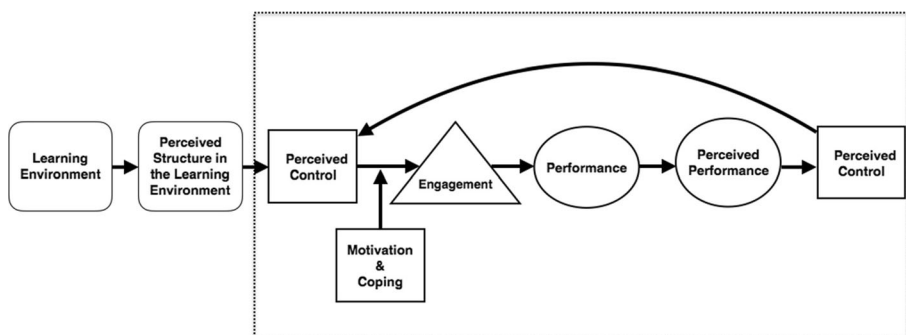 Learning
Environment
Perceived
Structure in
the Learning
Environment
Perceived
Control
Engagement
Performance
Perceived
Performance
Perceived
Control
Motivation
&
Coping